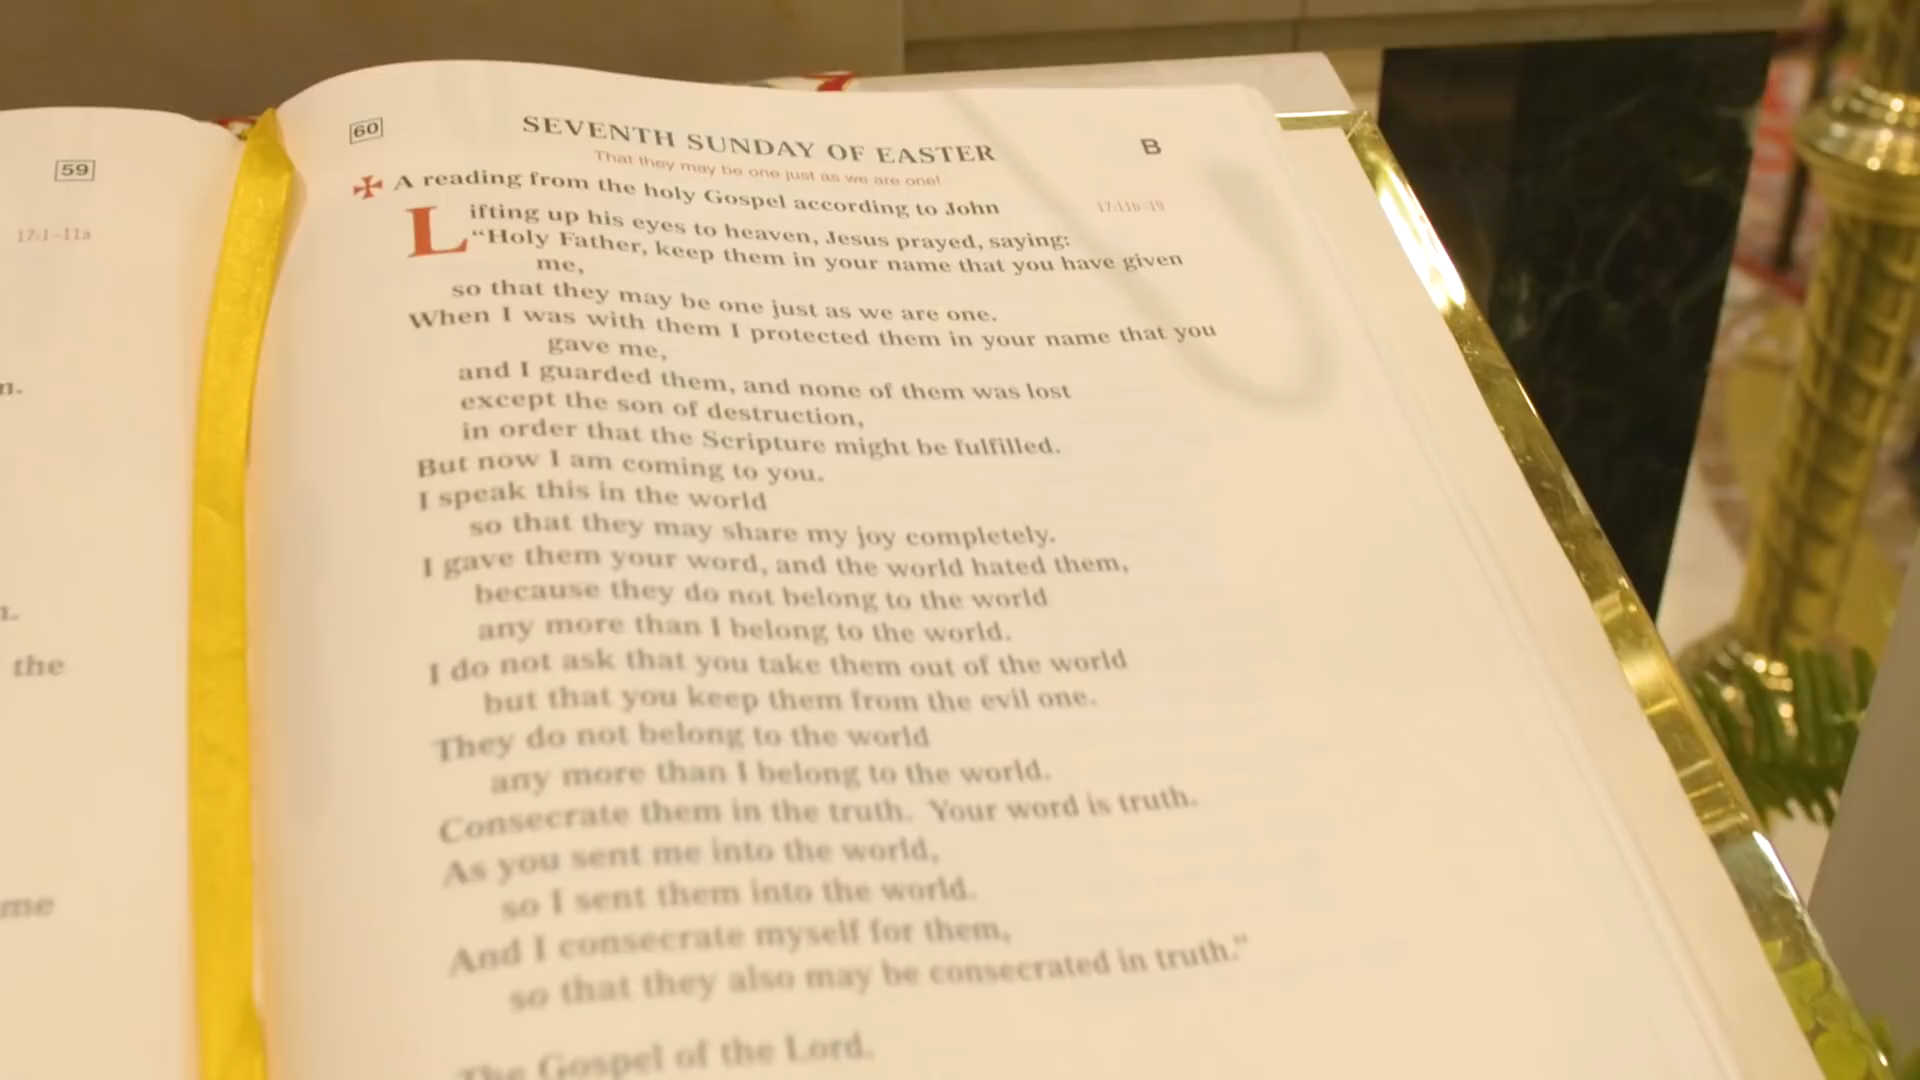 59
17:1–11a
n.
the
me
60
SEVENTH SUNDAY OF EASTER
B
That they may be one just as we are one!
✠ A reading from the holy Gospel according to John
17:11b–19
Lifting up his eyes to heaven, Jesus prayed, saying:
“Holy Father, keep them in your name that you have given
me,
so that they may be one just as we are one.
When I was with them I protected them in your name that you
gave me,
and I guarded them, and none of them was lost
except the son of destruction,
in order that the Scripture might be fulfilled.
But now I am coming to you.
I speak this in the world
so that they may share my joy completely.
I gave them your word, and the world hated them,
because they do not belong to the world
any more than I belong to the world.
I do not ask that you take them out of the world
but that you keep them from the evil one.
They do not belong to the world
any more than I belong to the world.
Consecrate them in the truth. Your word is truth.
As you sent me into the world,
so I sent them into the world.
And I consecrate myself for them,
so that they also may be consecrated in truth.”
The Gospel of the Lord.